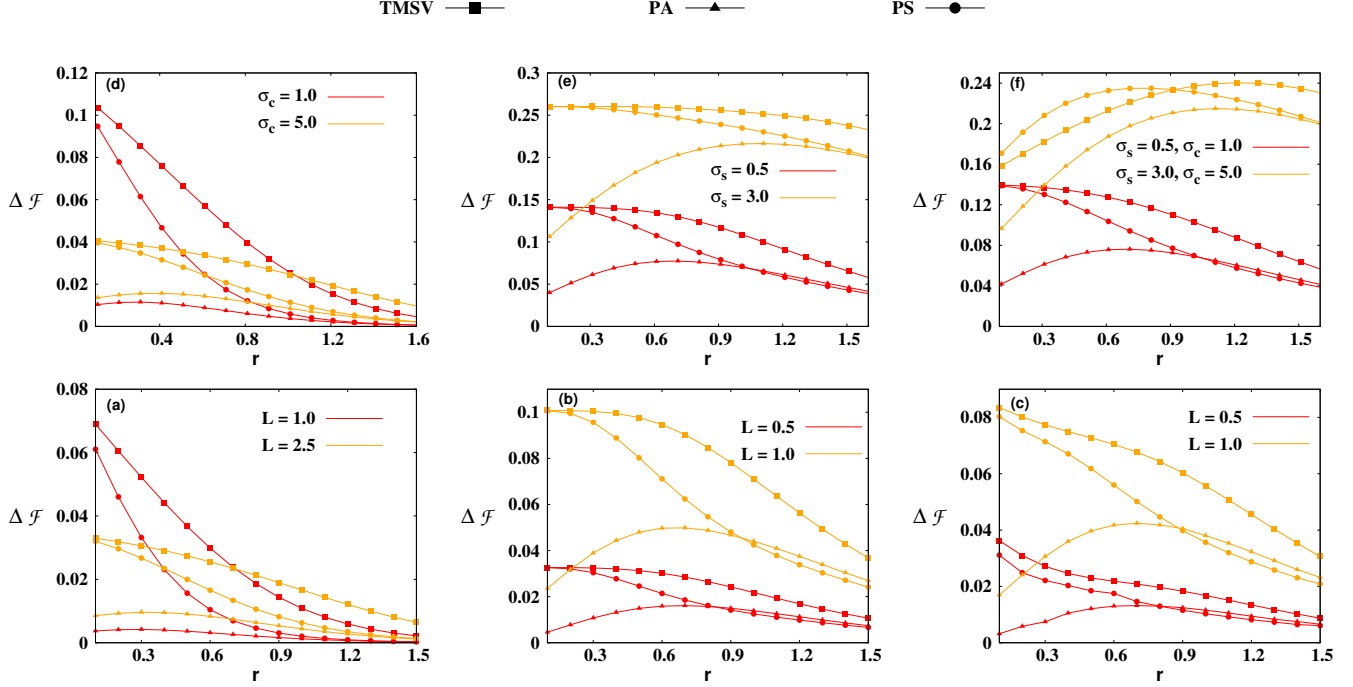 TMSV PA PS
(d)
σc = 1.0
σc = 5.0
Δ ℱ
0.12
0.1
0.08
0.06
0.04
0.02
0
0.4 0.8 1.2 1.6
r
(e)
σs = 0.5
σs = 3.0
Δ ℱ
0.3
0.25
0.2
0.15
0.1
0.05
0
0.3 0.6 0.9 1.2 1.5
r
(f)
σs = 0.5, σc = 1.0
σs = 3.0, σc = 5.0
Δ ℱ
0.24
0.20
0.16
0.12
0.08
0.04
0
0.3 0.6 0.9 1.2 1.5
r
(a)
L = 1.0
L = 2.5
Δ ℱ
0.08
0.06
0.04
0.02
0
0.3 0.6 0.9 1.2 1.5
r
(b)
L = 0.5
L = 1.0
Δ ℱ
0.1
0.08
0.06
0.04
0.02
0
0.3 0.6 0.9 1.2 1.5
r
(c)
L = 0.5
L = 1.0
Δ ℱ
0.08
0.06
0.04
0.02
0
0.3 0.6 0.9 1.2 1.5
r